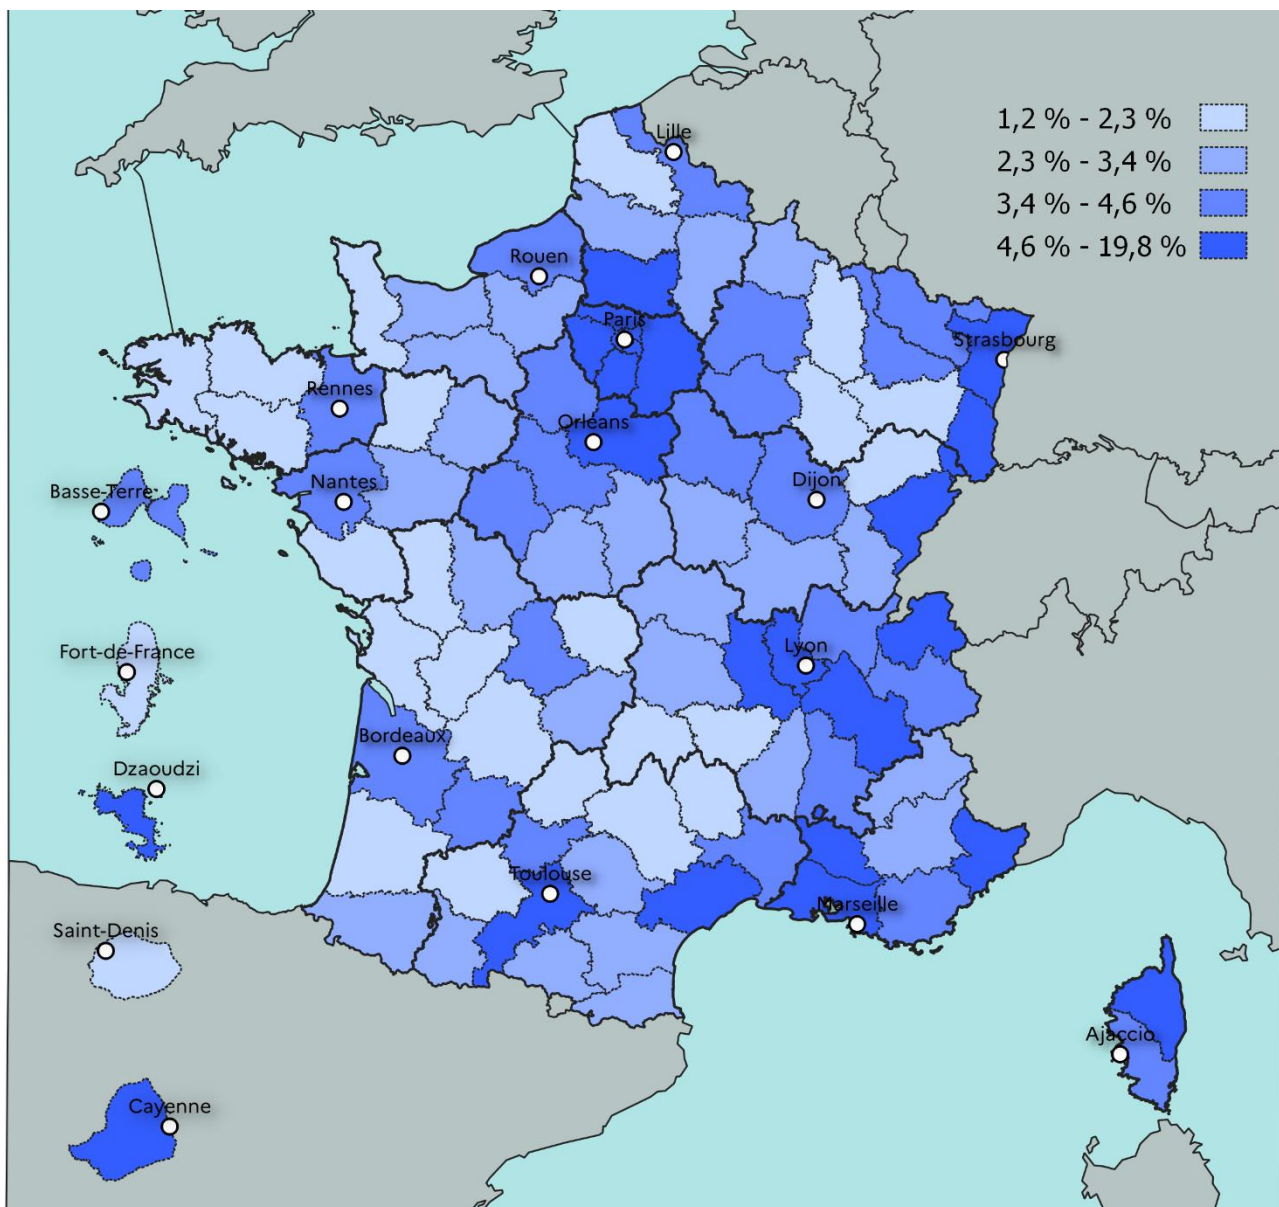 1,2 % - 2,3 %
2,3 % - 3,4 %
3,4 % - 4,6 %
4,6 % - 19,8 %
Lille
Rouen
Paris
Strasbourg
Rennes
Orléans
Nantes
Dijon
Basse-Terre
Fort-de-France
Lyon
Bordeaux
Dzaoudzi
Toulouse
Marseille
Saint-Denis
Ajaccio
Cayenne